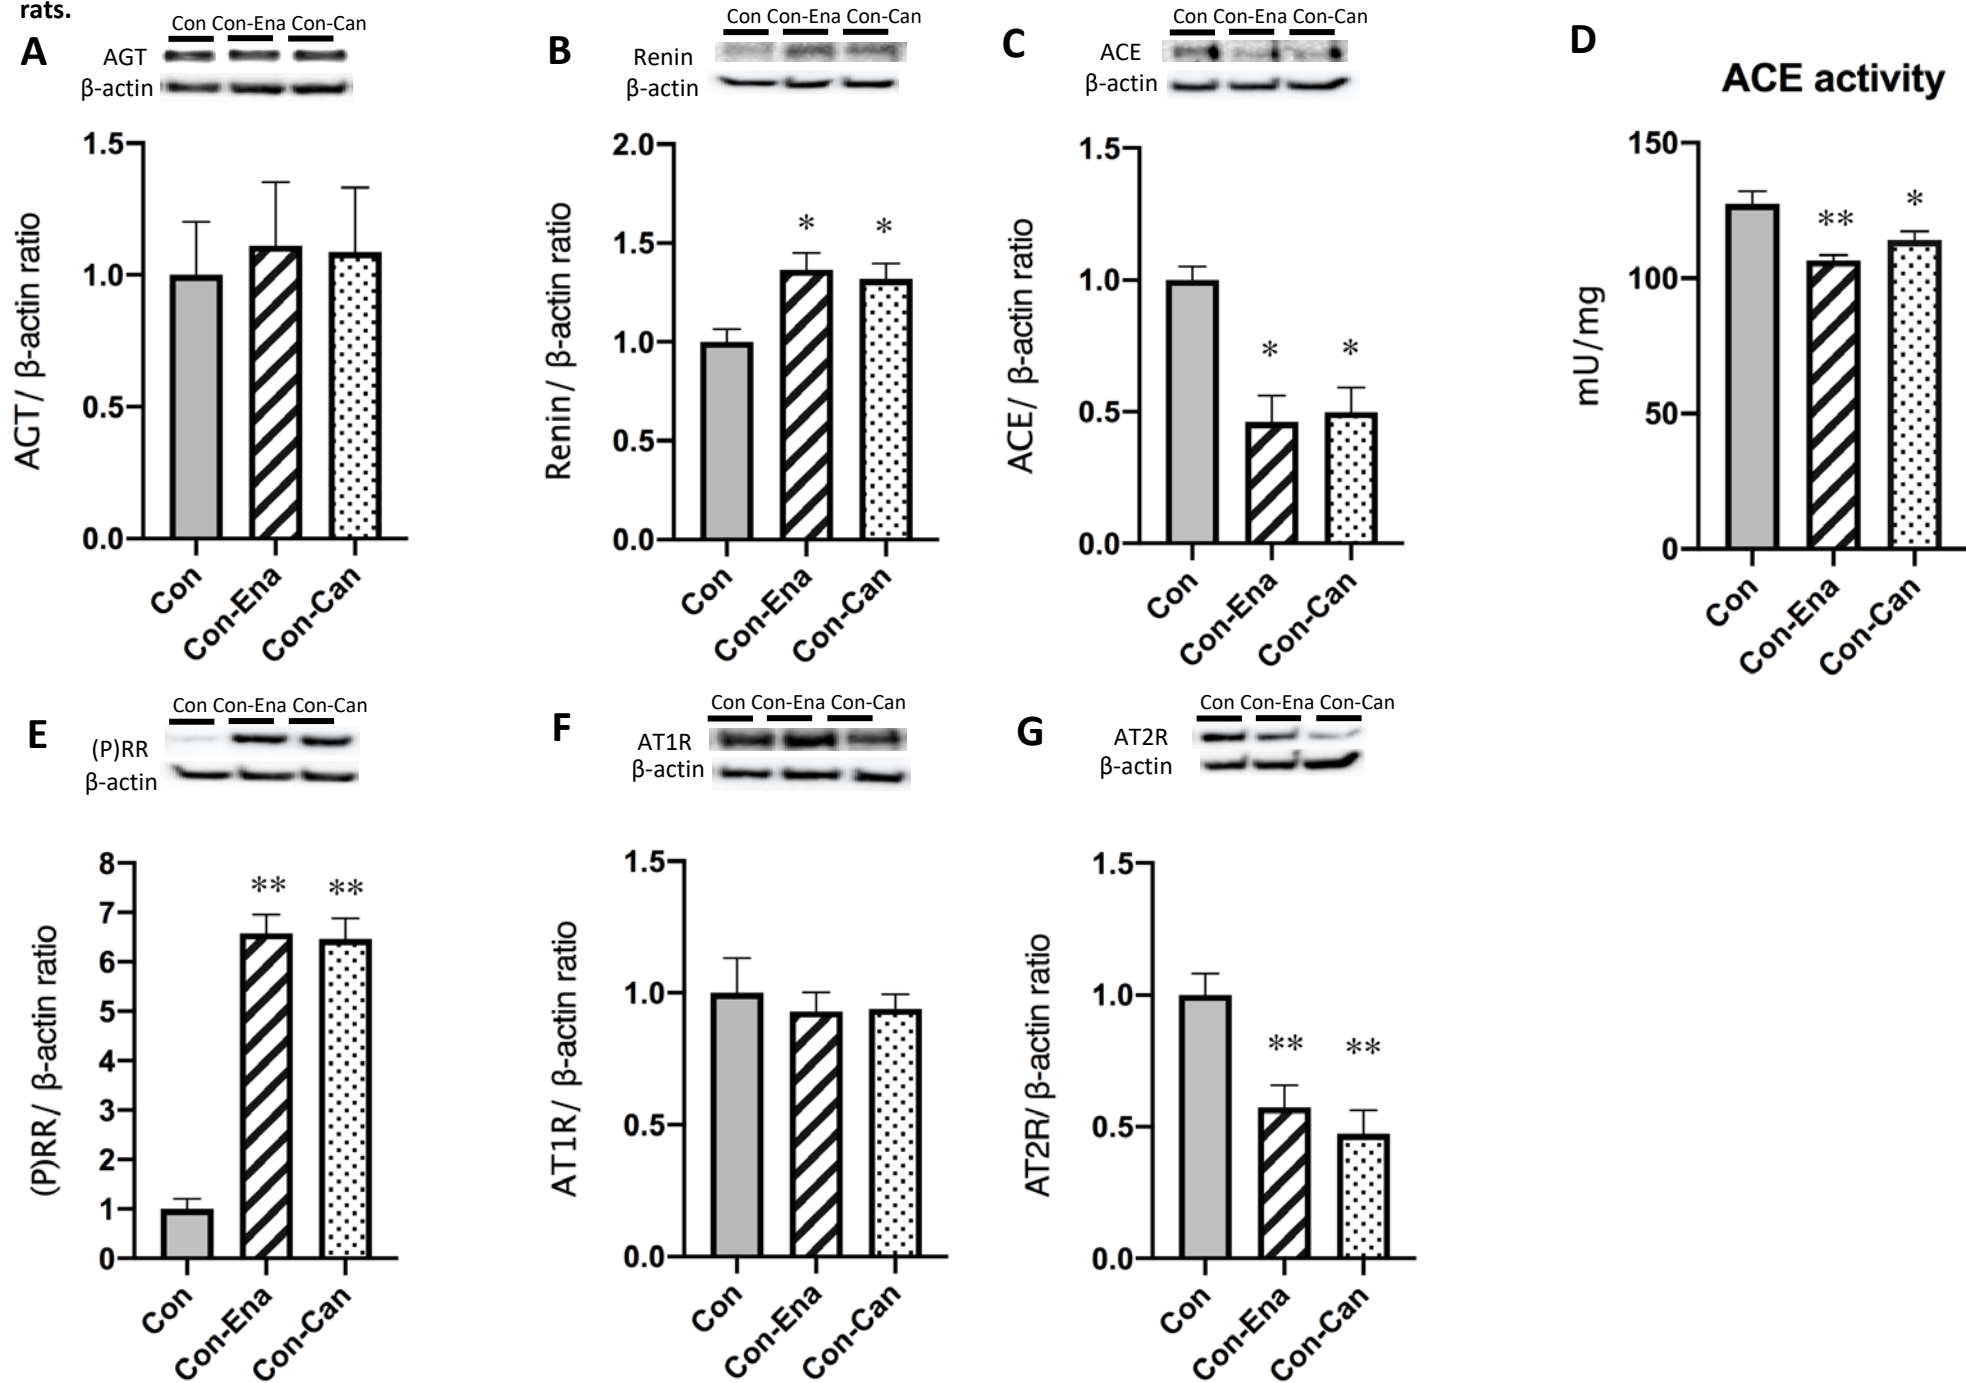 rats.
A
Con Con-Ena Con-Can
AGT
β-actin
AGT/ β-actin ratio
1.5
1.0
0.5
0.0
Con
Con-Ena
Con-Can
B
Con Con-Ena Con-Can
Renin
β-actin
Renin/ β-actin ratio
2.0
1.5
1.0
0.5
0.0
*
*
Con
Con-Ena
Con-Can
C
Con Con-Ena Con-Can
ACE
β-actin
ACE/ β-actin ratio
1.5
1.0
0.5
0.0
*
*
Con
Con-Ena
Con-Can
D
ACE activity
mU/mg
150
100
50
0
**
*
Con
Con-Ena
Con-Can
E
Con Con-Ena Con-Can
(P)RR
β-actin
(P)RR/ β-actin ratio
8
7
6
5
4
3
2
1
0
**
**
Con
Con-Ena
Con-Can
F
Con Con-Ena Con-Can
AT1R
β-actin
AT1R/ β-actin ratio
1.5
1.0
0.5
0.0
Con
Con-Ena
Con-Can
G
Con Con-Ena Con-Can
AT2R
β-actin
AT2R/ β-actin ratio
1.5
1.0
0.5
0.0
**
**
Con
Con-Ena
Con-Can